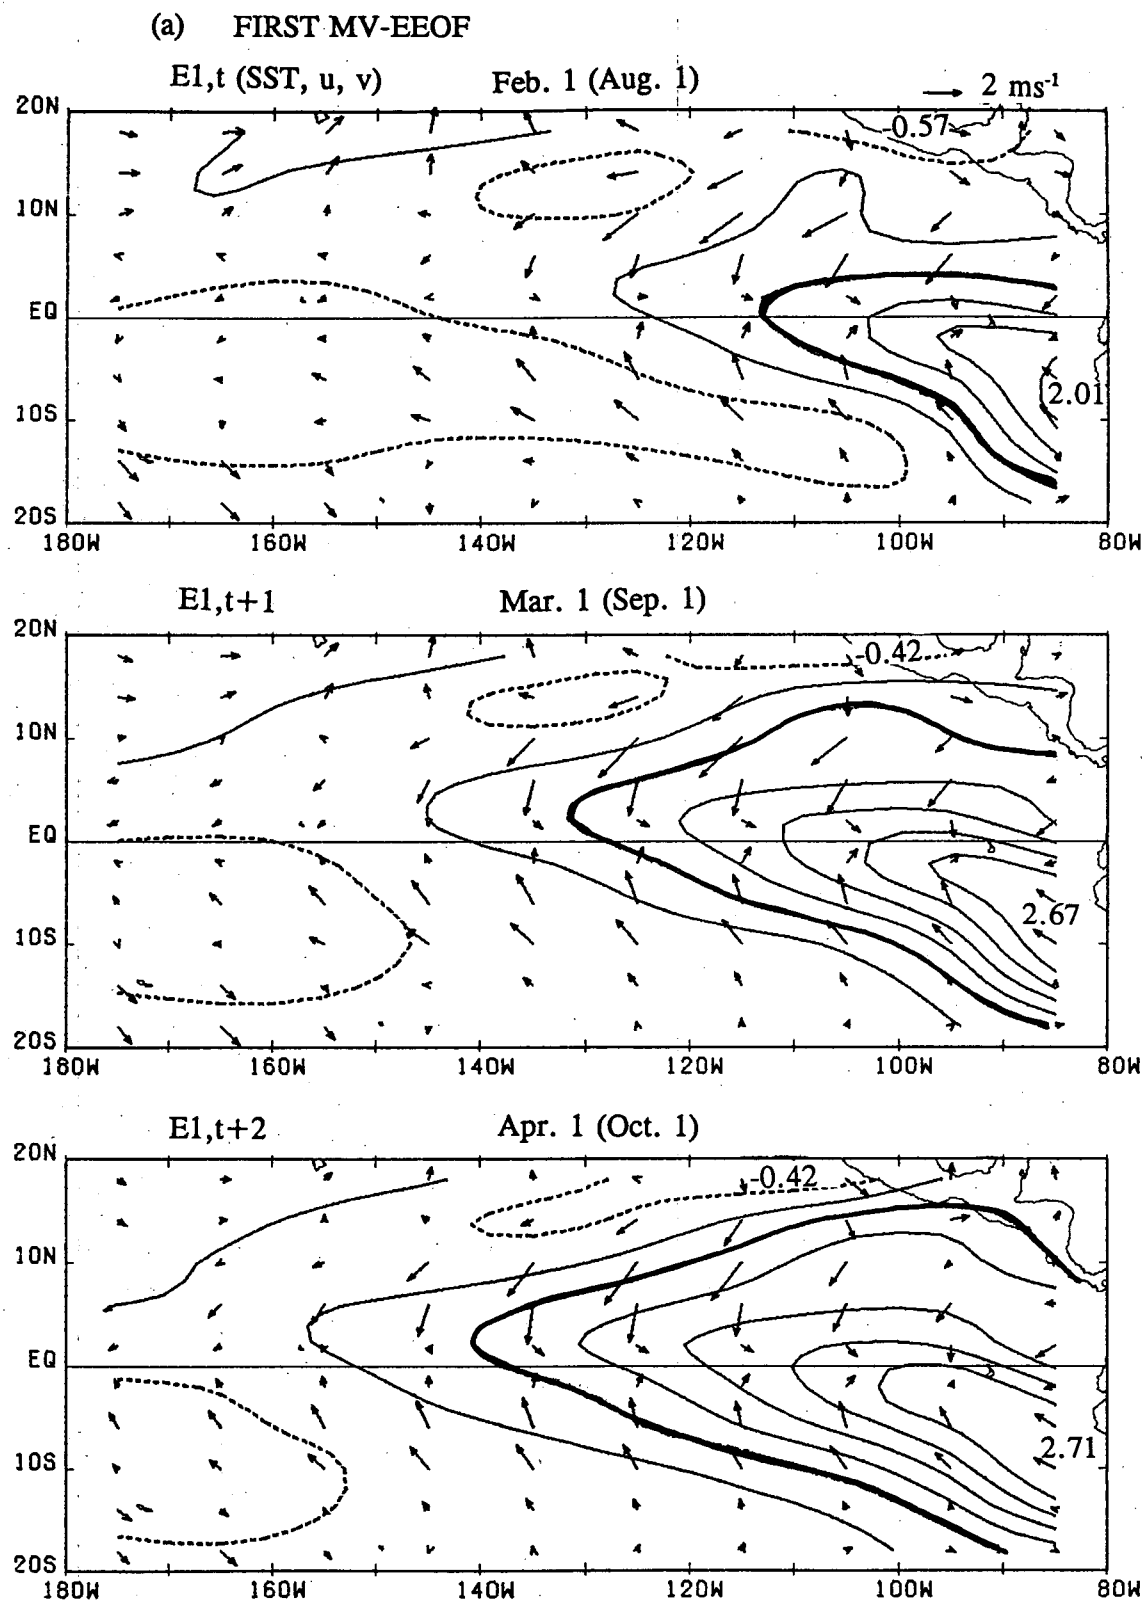 (a) FIRST MV-EEOF
E1,t (SST, u, v) Feb. 1 (Aug. 1) 2 ms⁻¹
20N
-0.57
10N
EQ
2.01
10S
20S
180W 160W 140W 120W 100W 80W
E1,t+1 Mar. 1 (Sep. 1)
20N
-0.42
10N
EQ
2.67
10S
20S
180W 160W 140W 120W 100W 80W
E1,t+2 Apr. 1 (Oct. 1)
20N
-0.42
10N
EQ
2.71
10S
20S
180W 160W 140W 120W 100W 80W